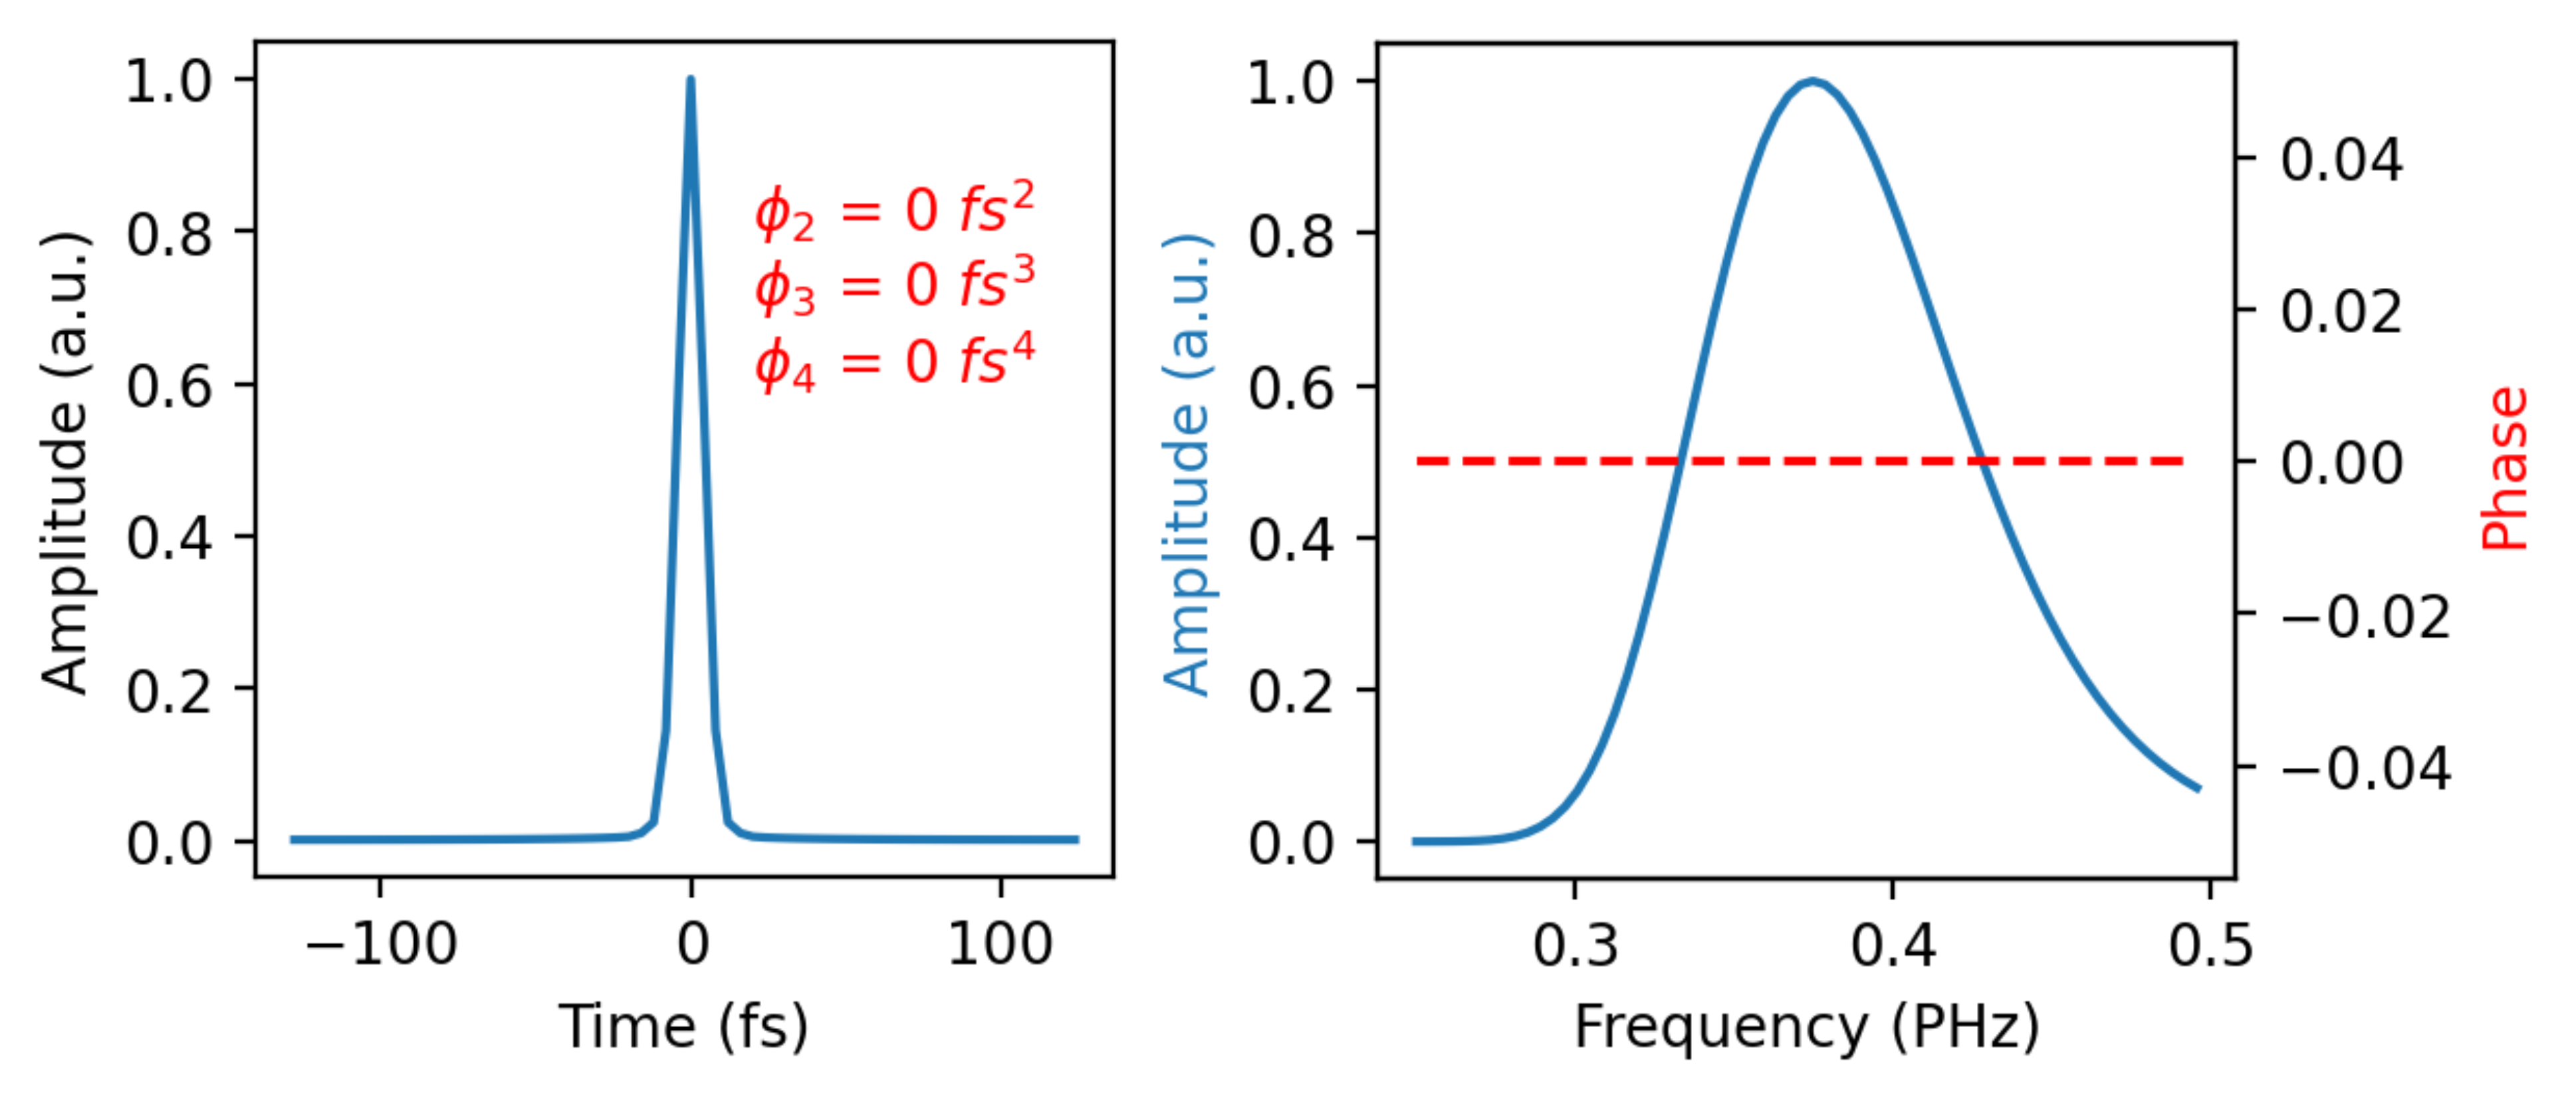 1.0
0.8
0.6
0.4
0.2
0.0
Amplitude (a.u.)
ϕ₂ = 0 fs²
ϕ₃ = 0 fs³
ϕ₄ = 0 fs⁴
−100 0 100
Time (fs)
1.0
0.8
0.6
0.4
0.2
0.0
Amplitude (a.u.)
0.04
0.02
0.00
−0.02
−0.04
Phase
0.3 0.4 0.5
Frequency (PHz)